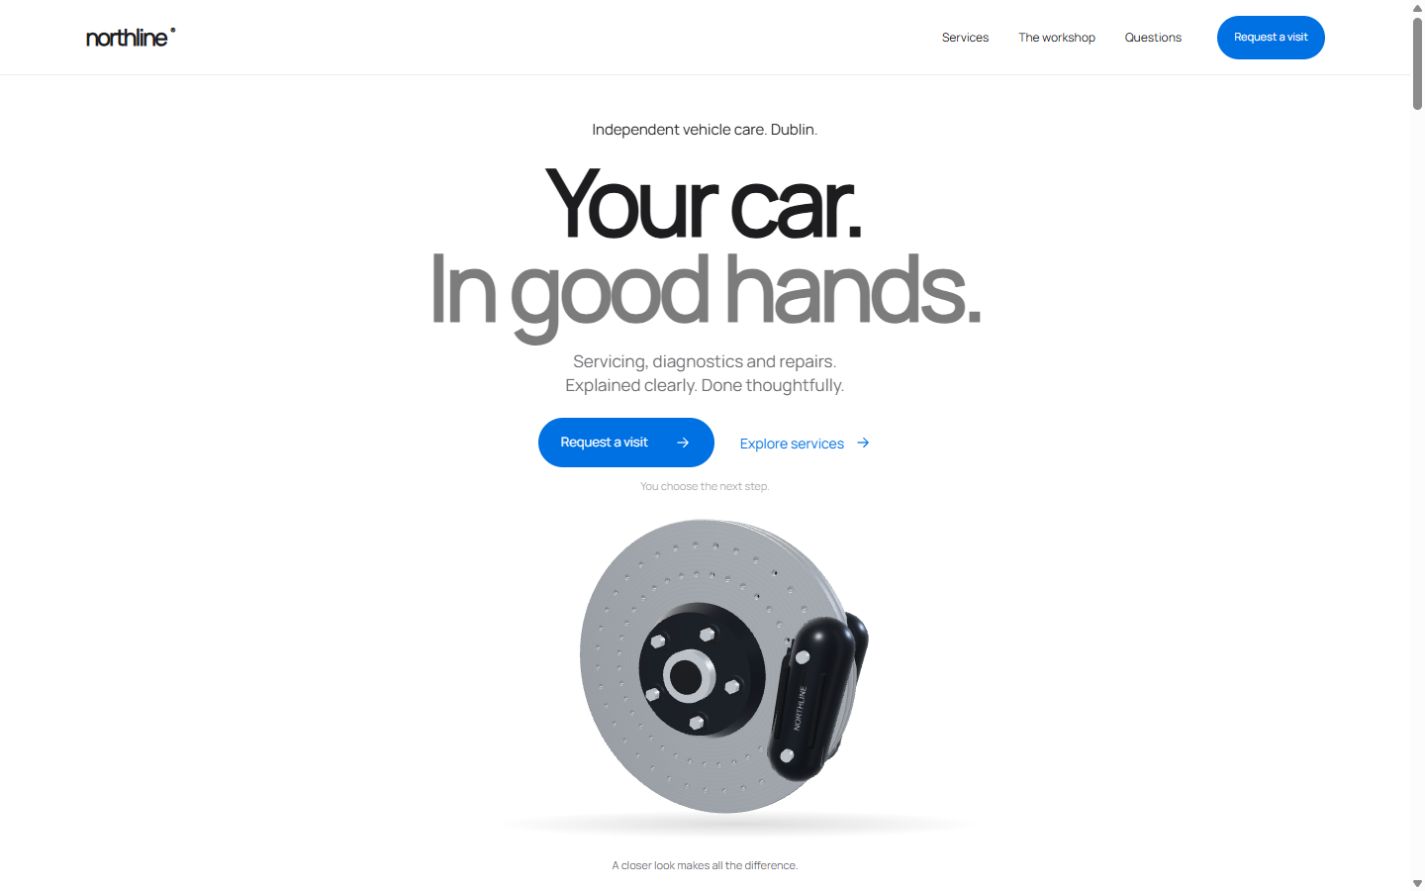 northline
Services
The workshop
Questions
Request a visit
Independent vehicle care. Dublin.
Your car.
In good hands.
Servicing, diagnostics and repairs.
Explained clearly. Done thoughtfully.
Request a visit
Explore services
You choose the next step.
NORTHLINE
A closer look makes all the difference.